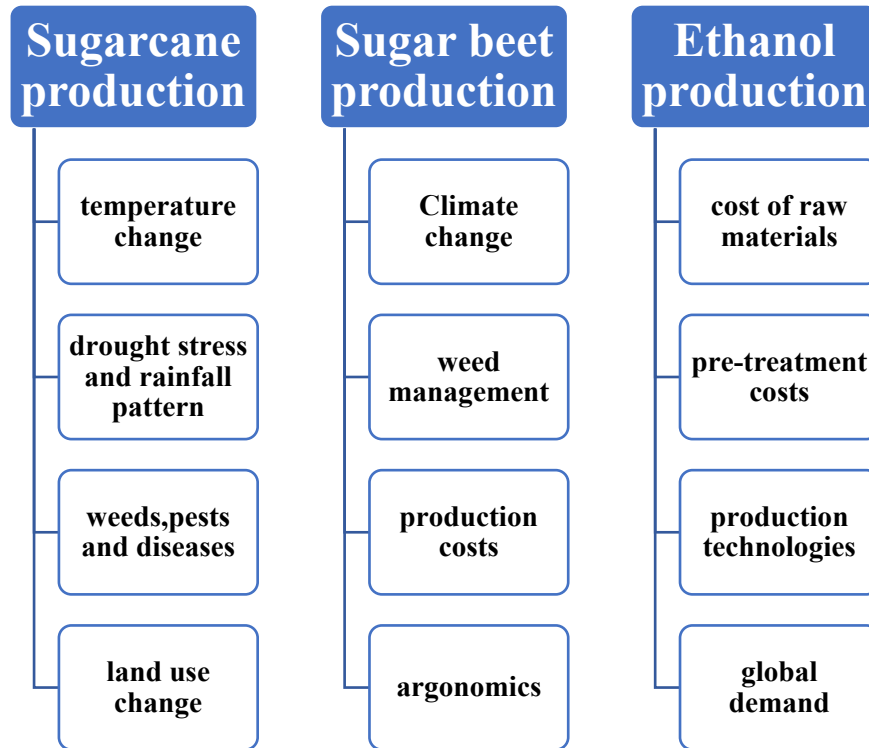 Sugarcane
production
temperature
change
drought stress
and rainfall
pattern
weeds,pests
and diseases
land use
change
Sugar beet
production
Climate
change
weed
management
production
costs
argonomics
Ethanol
production
cost of raw
materials
pre-treatment
costs
production
technologies
global
demand